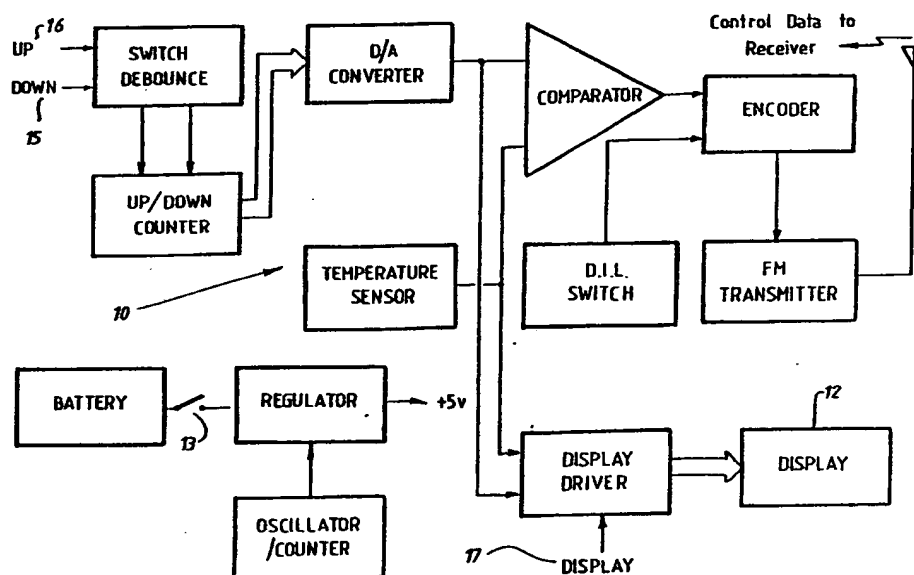 UP
16
DOWN
15
SWITCH
DEBOUNCE
D/A
CONVERTER
COMPARATOR
Control Data to
Receiver
ENCODER
UP/DOWN
COUNTER
10
TEMPERATURE
SENSOR
D.I.L.
SWITCH
FM
TRANSMITTER
BATTERY
13
REGULATOR
+5v
OSCILLATOR
/COUNTER
DISPLAY
DRIVER
12
DISPLAY
17
DISPLAY